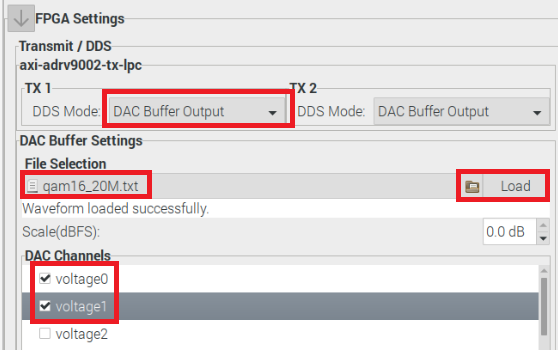 FPGA Settings
Transmit / DDS
axi-adrv9002-tx-lpc
TX 1 TX 2
DDS Mode: DAC Buffer Output DDS Mode: DAC Buffer Output
DAC Buffer Settings
File Selection
qam16_20M.txt Load
Waveform loaded successfully.
Scale(dBFS): 0.0 dB
DAC Channels
voltage0
voltage1
voltage2